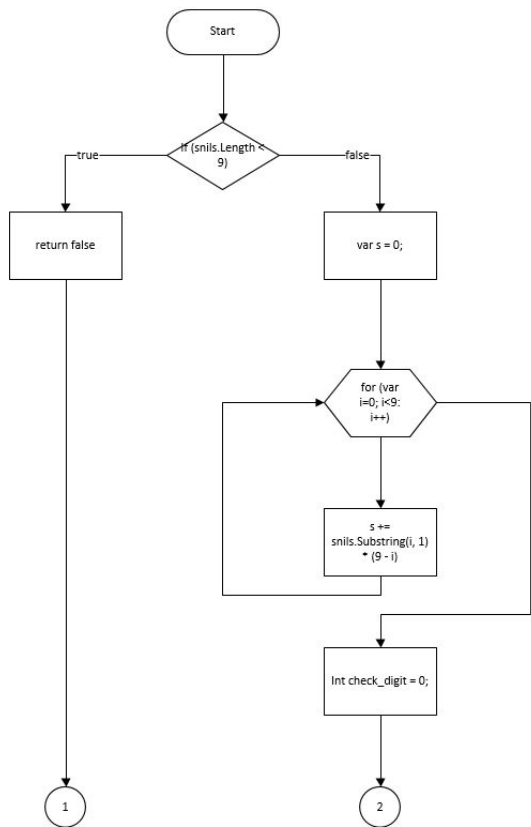 Start
if (snils.Length <
9)
true
false
return false
var s = 0;
for (var
i=0; i<9:
i++)
s +=
snils.Substring(i, 1)
* (9 - i)
Int check_digit = 0;
1
2